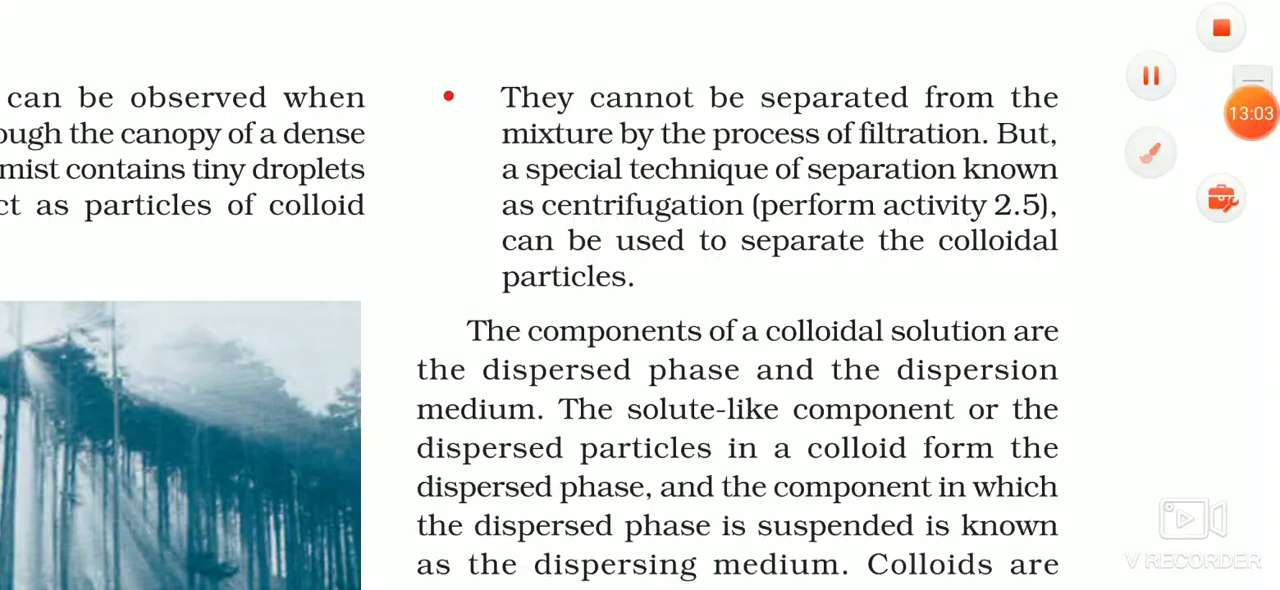 can be observed when
ough the canopy of a dense
mist contains tiny droplets
ct as particles of colloid
• They cannot be separated from the
mixture by the process of filtration. But,
a special technique of separation known
as centrifugation (perform activity 2.5),
can be used to separate the colloidal
particles.
The components of a colloidal solution are
the dispersed phase and the dispersion
medium. The solute-like component or the
dispersed particles in a colloid form the
dispersed phase, and the component in which
the dispersed phase is suspended is known
as the dispersing medium. Colloids are
13:03
V RECORDER